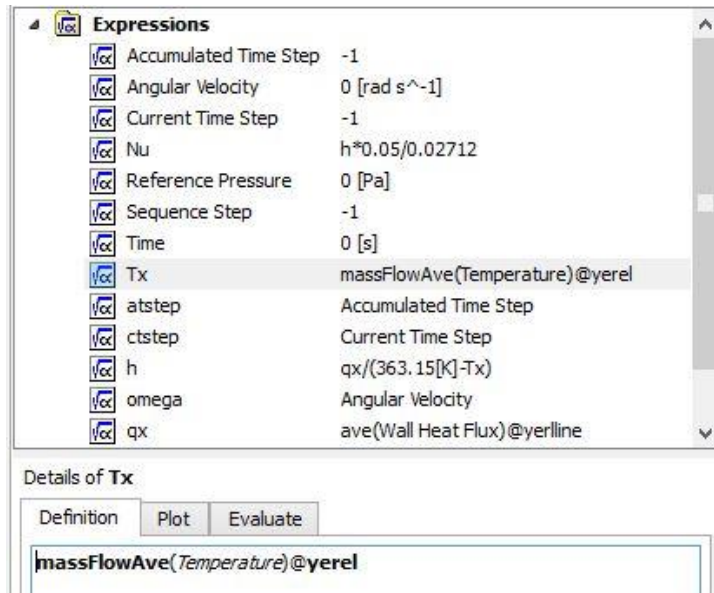 Expressions
Accumulated Time Step -1
Angular Velocity 0 [rad s^-1]
Current Time Step -1
Nu h*0.05/0.02712
Reference Pressure 0 [Pa]
Sequence Step -1
Time 0 [s]
Tx massFlowAve(Temperature)@yerel
atstep Accumulated Time Step
ctstep Current Time Step
h qx/(363.15[K]-Tx)
omega Angular Velocity
qx ave(Wall Heat Flux)@yerlline
Details of Tx
Definition Plot Evaluate
massFlowAve(Temperature)@yerel